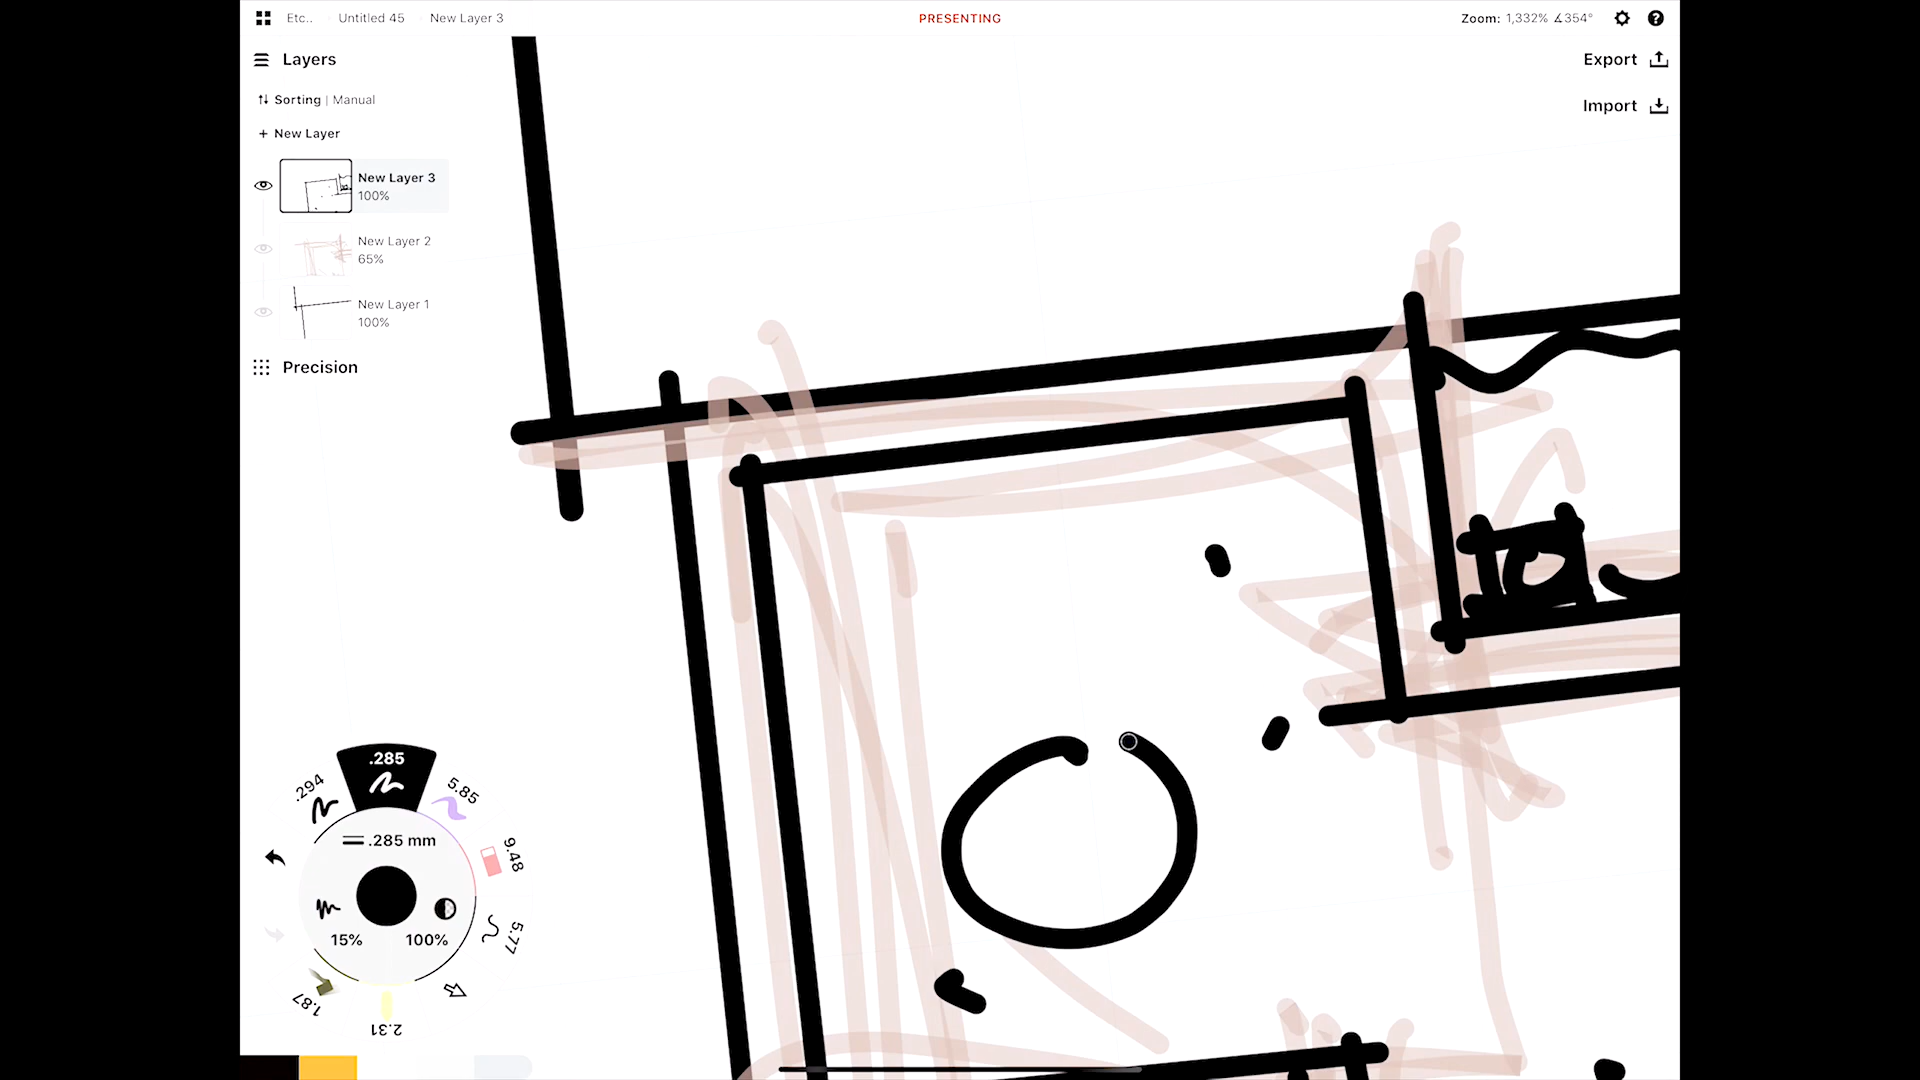 Etc.. Untitled 45 New Layer 3
PRESENTING
Zoom: 1,332% ∡354°
Layers
Export
Import
Sorting | Manual
+ New Layer
New Layer 3
100%
New Layer 2
65%
New Layer 1
100%
Precision
.285
.294
5.85
.285 mm
9.48
15%
100%
5.77
1.87
2.31